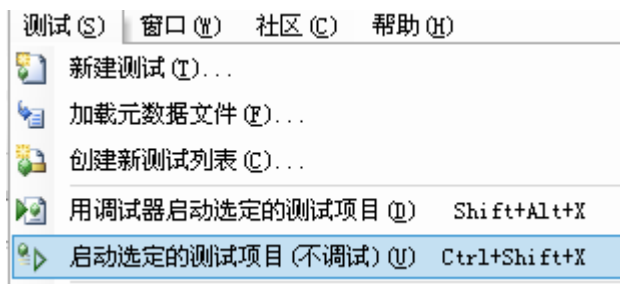 测试(S) 窗口(W) 社区(C) 帮助(H)
新建测试(T)...
加载元数据文件(F)...
创建新测试列表(C)...
用调试器启动选定的测试项目(D) Shift+Alt+X
启动选定的测试项目(不调试)(U) Ctrl+Shift+X